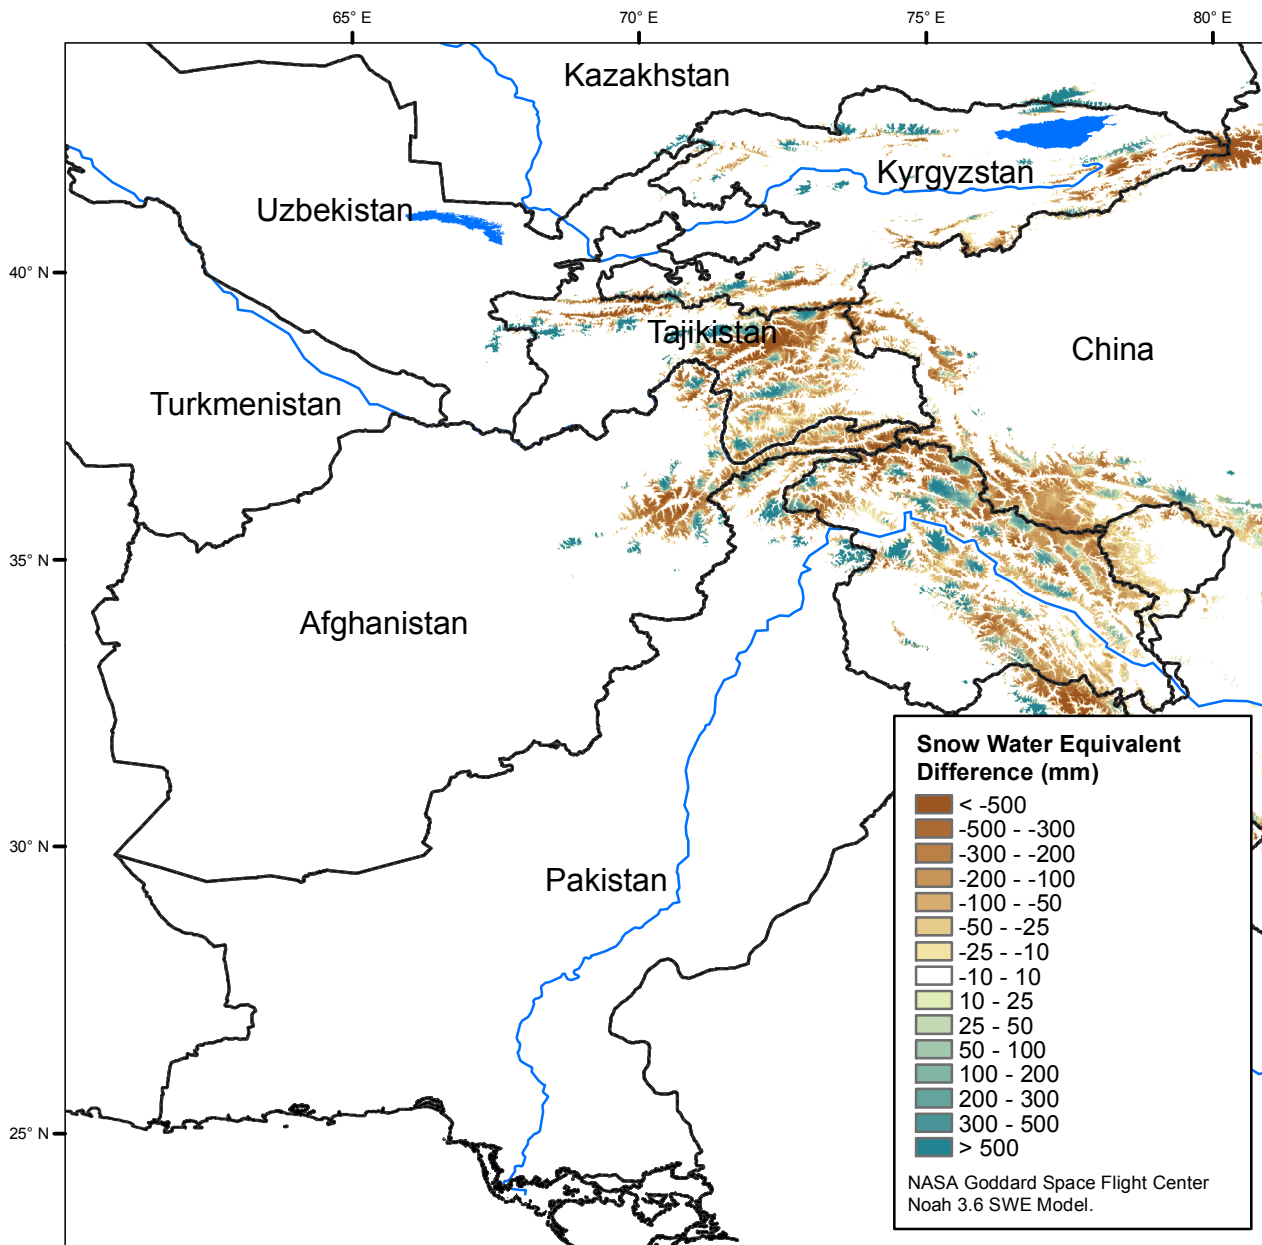 65° E
70° E
75° E
80° E
Kazakhstan
Kyrgyzstan
Uzbekistan
40° N
Tajikistan
China
Turkmenistan
35° N
Afghanistan
Snow Water Equivalent
Difference (mm)
< -500
-500 - -300
-300 - -200
-200 - -100
-100 - -50
-50 - -25
-25 - -10
-10 - 10
10 - 25
25 - 50
50 - 100
100 - 200
200 - 300
300 - 500
> 500
30° N
Pakistan
25° N
NASA Goddard Space Flight Center
Noah 3.6 SWE Model.